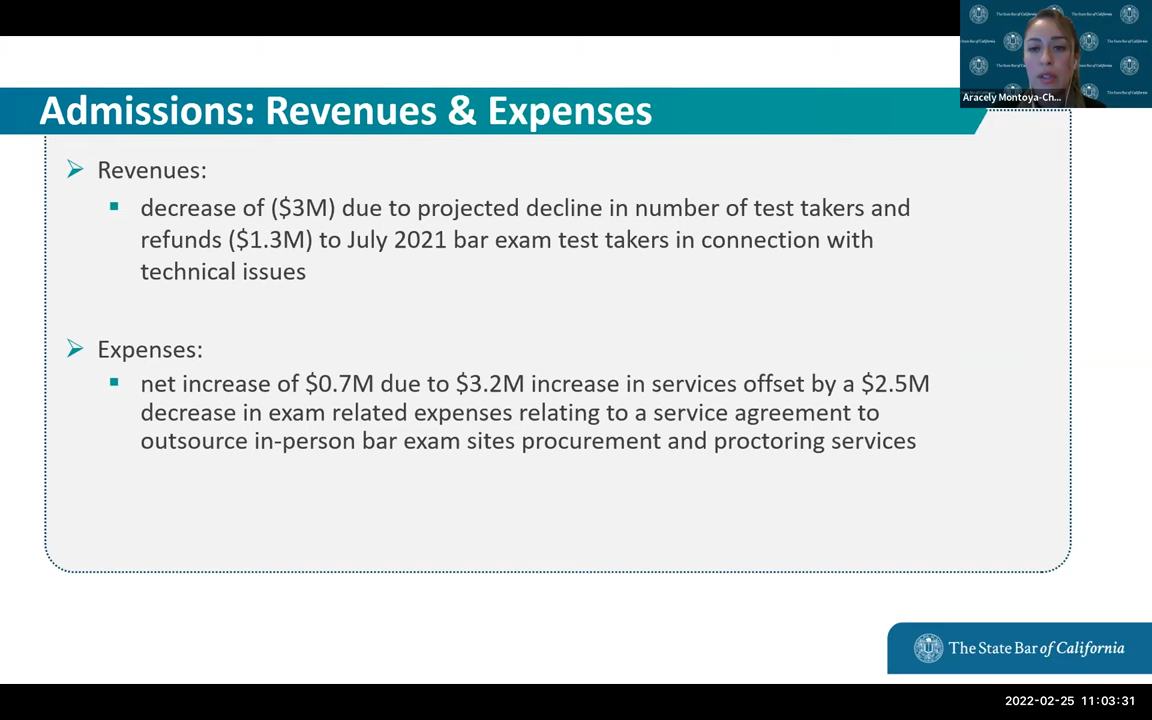 Aracely Montoya-Ch...
Admissions: Revenues & Expenses
Revenues:
decrease of ($3M) due to projected decline in number of test takers and
refunds ($1.3M) to July 2021 bar exam test takers in connection with
technical issues
Expenses:
net increase of $0.7M due to $3.2M increase in services offset by a $2.5M
decrease in exam related expenses relating to a service agreement to
outsource in-person bar exam sites procurement and proctoring services
The State Bar of California
2022-02-25 11:03:31